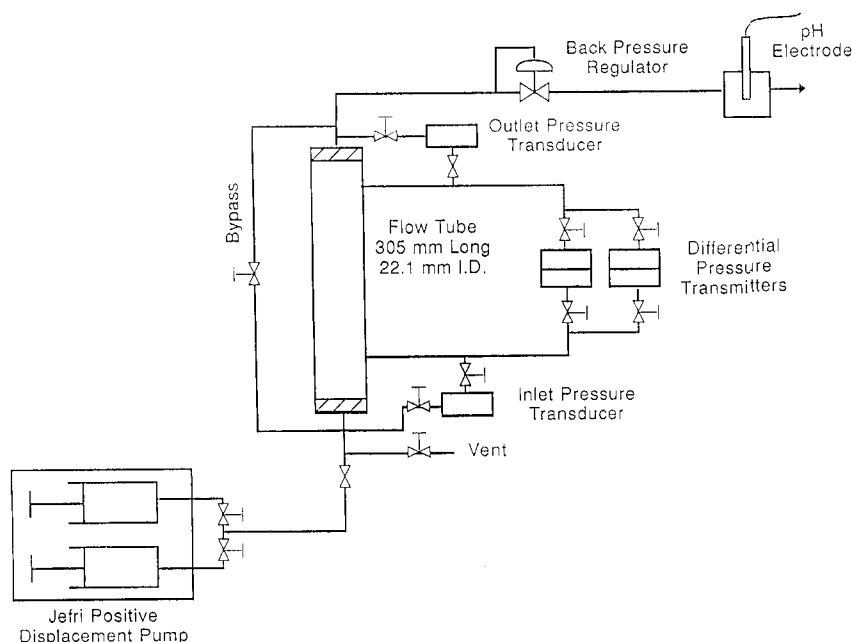 pH
Electrode
Back Pressure
Regulator
Outlet Pressure
Transducer
Bypass
Flow Tube
305 mm Long
22.1 mm I.D.
Differential
Pressure
Transmitters
Inlet Pressure
Transducer
Vent
Jefri Positive
Displacement Pump